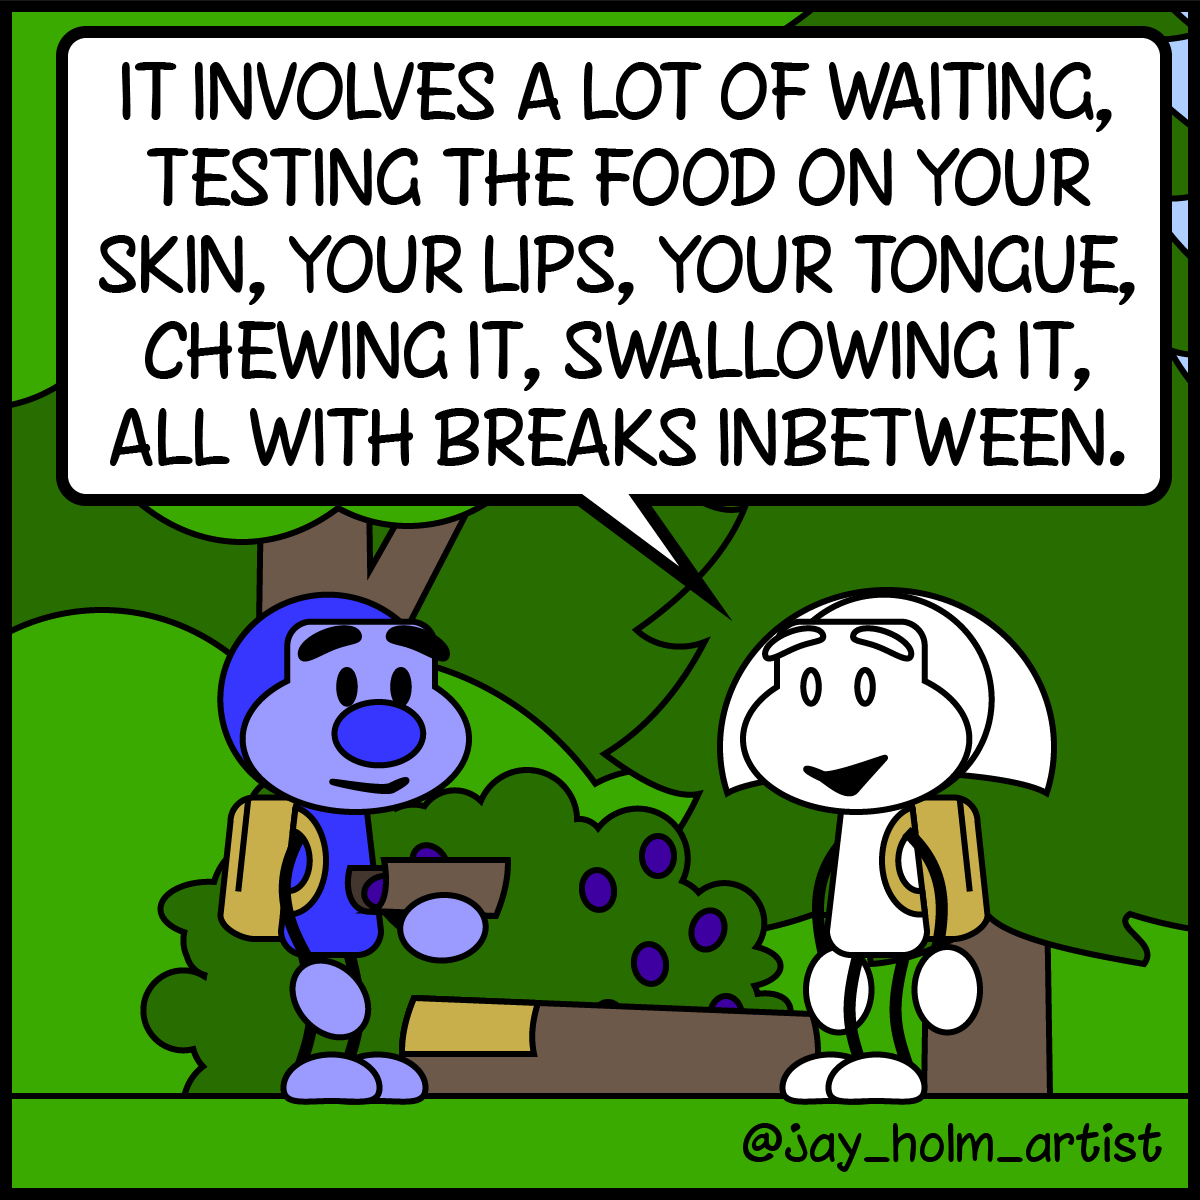 IT INVOLVES A LOT OF WAITING,
TESTING THE FOOD ON YOUR
SKIN, YOUR LIPS, YOUR TONGUE,
CHEWING IT, SWALLOWING IT,
ALL WITH BREAKS INBETWEEN.
@jay_holm_artist